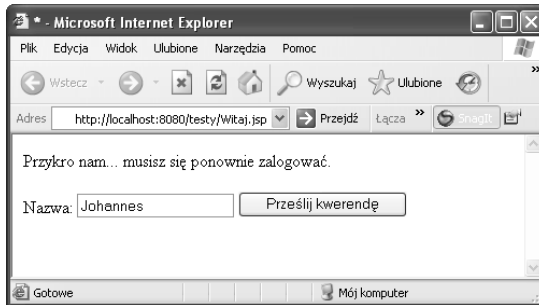 * - Microsoft Internet Explorer
Plik Edycja Widok Ulubione Narzędzia Pomoc
Wstecz Wyszukaj Ulubione »
Adres http://localhost:8080/testy/Witaj.jsp Przejdź Łącza » SnagIt
Przykro nam... musisz się ponownie zalogować.
Nazwa: Johannes Prześlij kwerendę
Gotowe Mój komputer